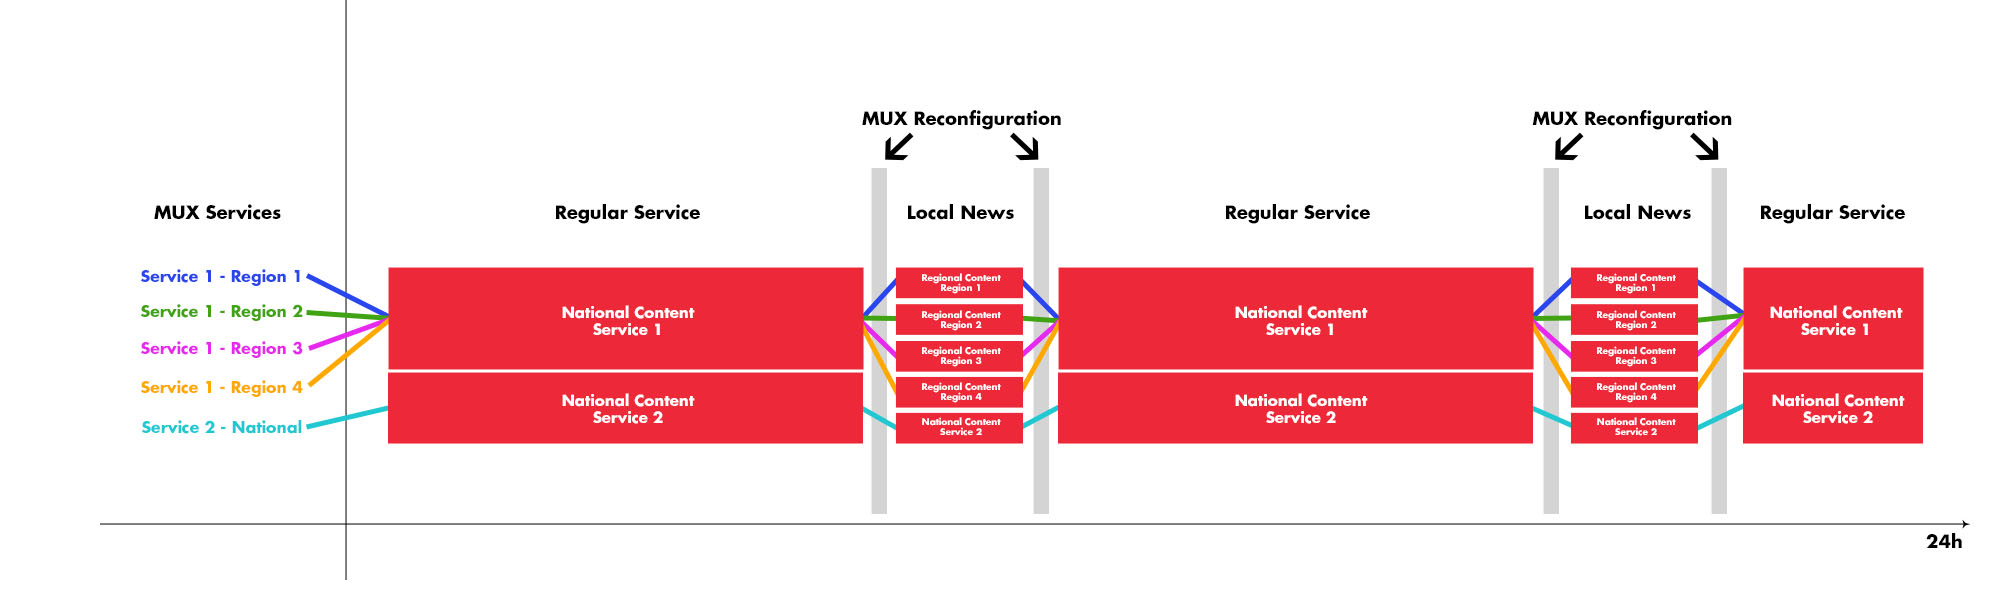 MUX Reconfiguration
MUX Reconfiguration
MUX Services
Regular Service
Local News
Regular Service
Local News
Regular Service
Service 1 - Region 1
Service 1 - Region 2
Service 1 - Region 3
Service 1 - Region 4
Service 2 - National
National Content
Service 1
National Content
Service 2
Regional Content
Region 1
Regional Content
Region 2
Regional Content
Region 3
Regional Content
Region 4
National Content
Service 2
National Content
Service 1
National Content
Service 2
Regional Content
Region 1
Regional Content
Region 2
Regional Content
Region 3
Regional Content
Region 4
National Content
Service 2
National Content
Service 1
National Content
Service 2
24h